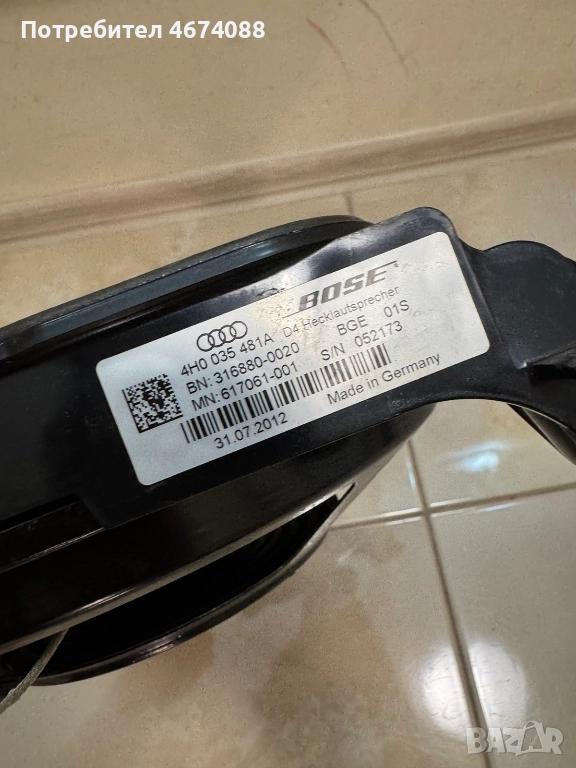 Потребител 4674088
BOSE
D4 Hecklautsprecher
4H0 035 481A BGE 01S
BN: 316880-0020 S/N 052173
MN: 617061-001
Made in Germany
31.07.2012
BAZAR